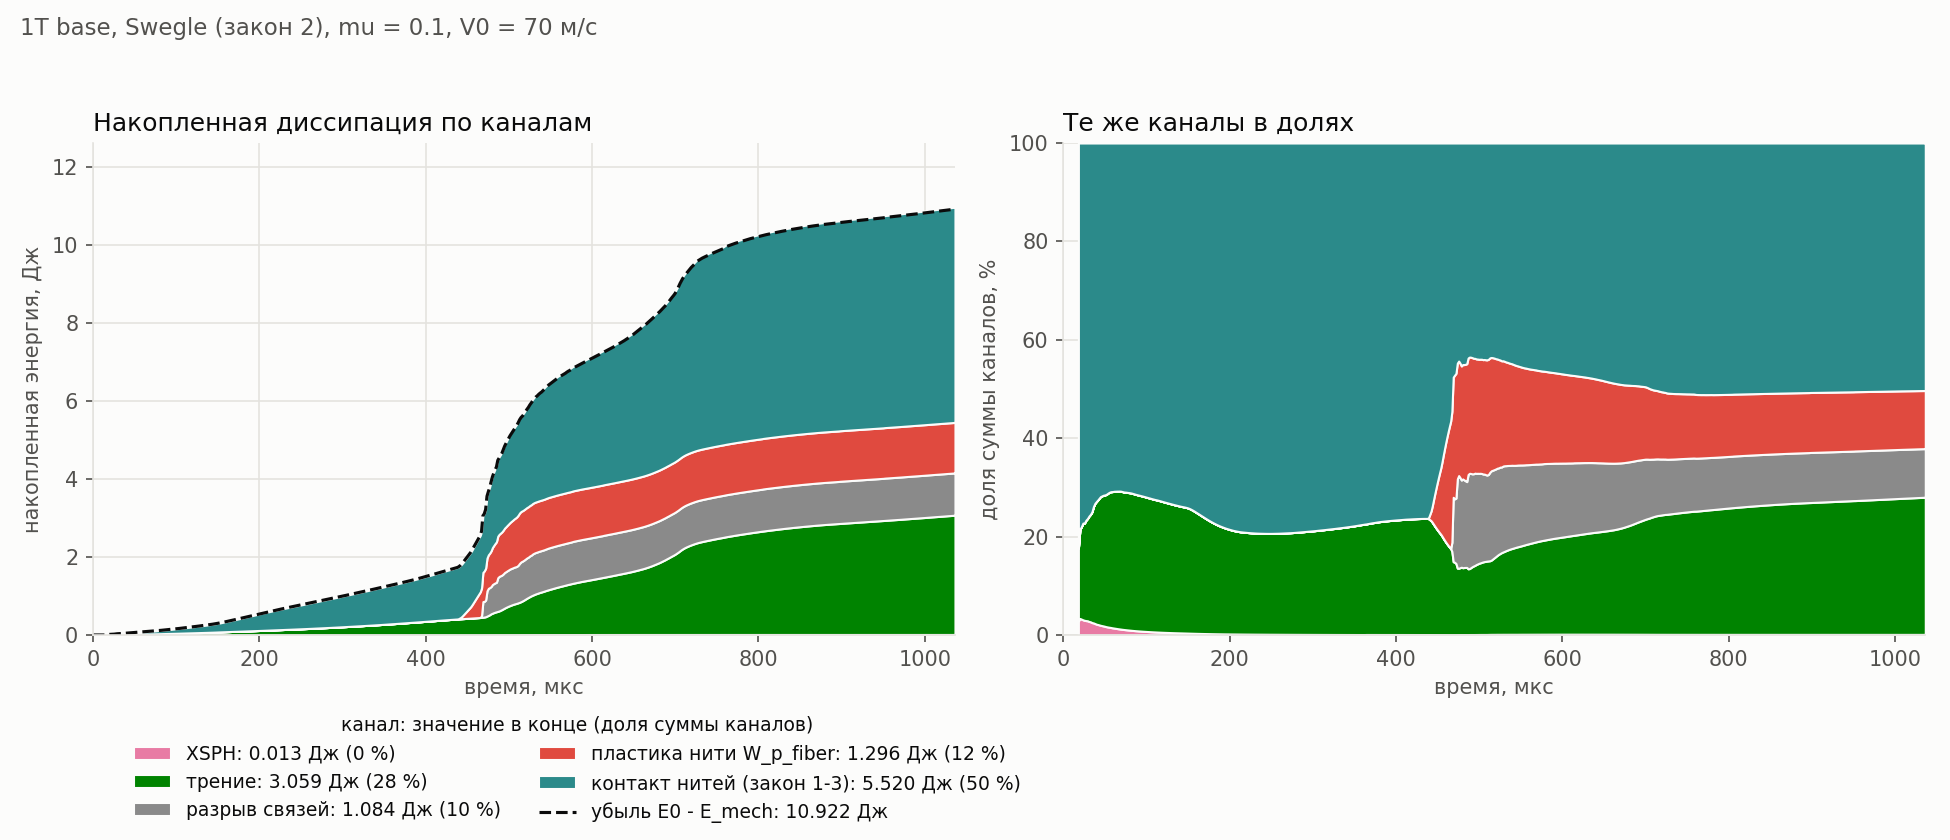 1T base, Swegle (закон 2), mu = 0.1, V0 = 70 м/с
Накопленная диссипация по каналам
накопленная энергия, Дж
12
10
8
6
4
2
0
0 200 400 600 800 1000
время, мкс
Те же каналы в долях
доля суммы каналов, %
100
80
60
40
20
0
0 200 400 600 800 1000
время, мкс
канал: значение в конце (доля суммы каналов)
XSPH: 0.013 Дж (0 %)
трение: 3.059 Дж (28 %)
разрыв связей: 1.084 Дж (10 %)
пластика нити W_p_fiber: 1.296 Дж (12 %)
контакт нитей (закон 1-3): 5.520 Дж (50 %)
убыль E0 - E_mech: 10.922 Дж